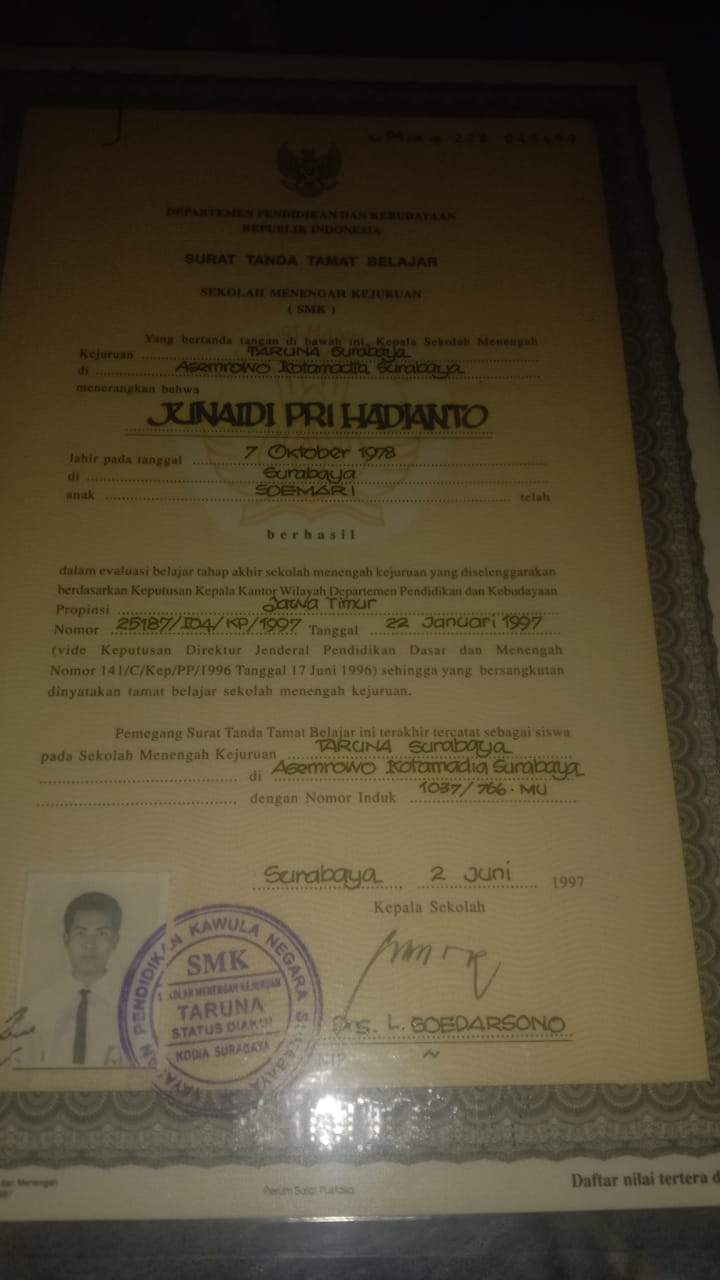 DEPARTEMEN PENDIDIKAN DAN KEBUDAYAAN
REPUBLIK INDONESIA
SURAT TANDA TAMAT BELAJAR
SEKOLAH MENENGAH KEJURUAN
( SMK )
Yang bertanda tangan di bawah ini, Kepala Sekolah Menengah
Kejuruan TARUNA Surabaya
di Asemrowo Kotamadia Surabaya
menerangkan bahwa
JUNAIDI PRI HADIANTO
lahir pada tanggal 7 Oktober 1978
di Surabaya
anak SOEMARI telah
berhasil
dalam evaluasi belajar tahap akhir sekolah menengah kejuruan yang diselenggarakan
berdasarkan Keputusan Kepala Kantor Wilayah Departemen Pendidikan dan Kebudayaan
Propinsi Jawa Timur
Nomor 25187/I04/KP/1997 Tanggal 22 Januari 1997
(vide Keputusan Direktur Jenderal Pendidikan Dasar dan Menengah
Nomor 141/C/Kep/PP/1996 Tanggal 17 Juni 1996) sehingga yang bersangkutan
dinyatakan tamat belajar sekolah menengah kejuruan.
Pemegang Surat Tanda Tamat Belajar ini terakhir tercatat sebagai siswa
pada Sekolah Menengah Kejuruan TARUNA Surabaya
di Asemrowo Kotamadia Surabaya
dengan Nomor Induk 1037/766.MU
Surabaya, 2 Juni 1997
Kepala Sekolah
PENDIDIKAN KAWULA NEGARA SURABAYA
SMK
SEKOLAH MENENGAH KEJURUAN
TARUNA
STATUS DIAKUI
KODIA SURABAYA
Drs. L. SOEDARSONO
Menengah
Perum
Daftar nilai tertera d